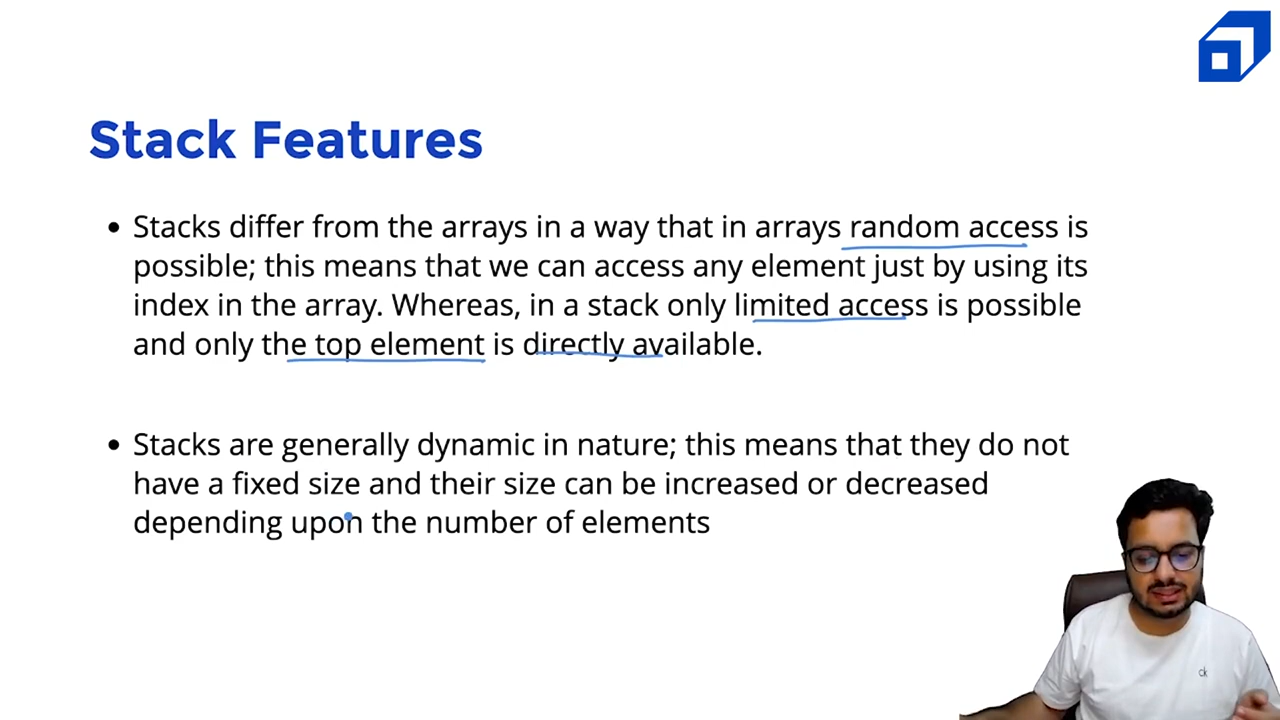 Stack Features
• Stacks differ from the arrays in a way that in arrays random access is
possible; this means that we can access any element just by using its
index in the array. Whereas, in a stack only limited access is possible
and only the top element is directly available.
• Stacks are generally dynamic in nature; this means that they do not
have a fixed size and their size can be increased or decreased
depending upon the number of elements
ck